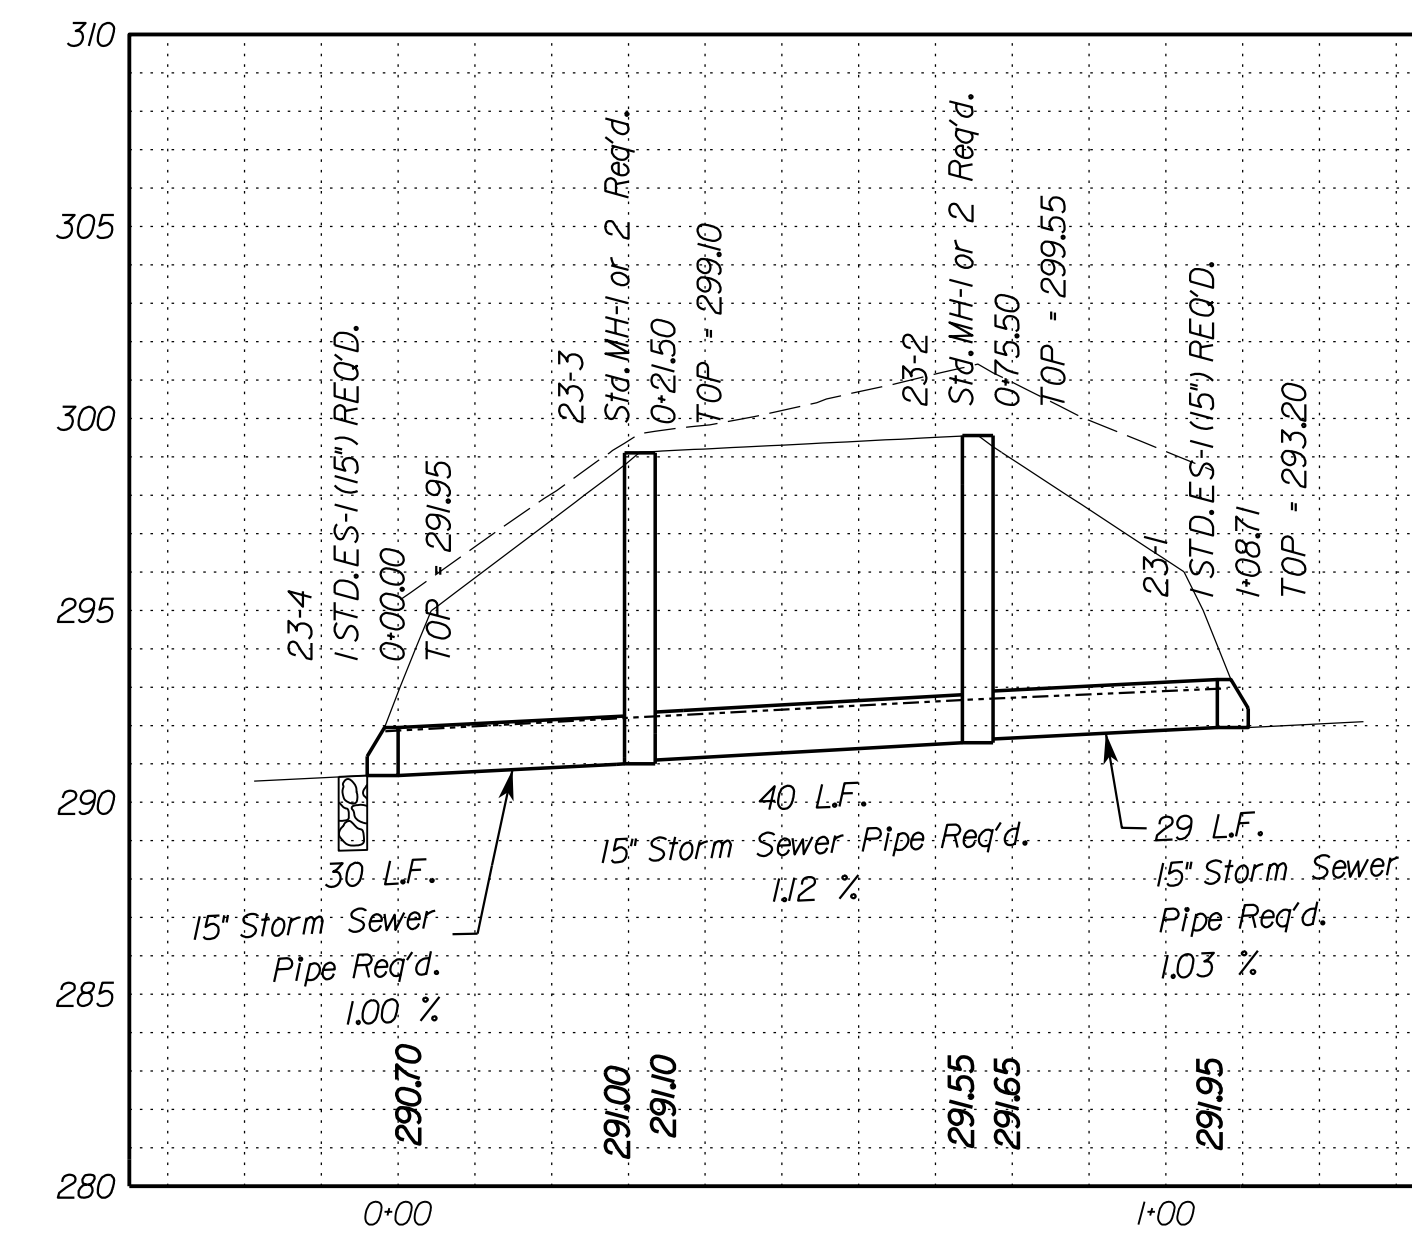 310
305
300
295
290
285
280
23-4
1 STD. ES-1 (15") REQ'D.
0+00.00
TOP = 291.95
23-3
Std. MH-1 or 2 Req'd.
0+21.50
TOP = 299.10
23-2
Std. MH-1 or 2 Req'd.
0+75.50
TOP = 299.55
23-1
1 STD. ES-1 (15") REQ'D.
1+08.71
TOP = 293.20
30 L.F.
15" Storm Sewer
Pipe Req'd.
1.00 %
40 L.F.
15" Storm Sewer Pipe Req'd.
1.12 %
29 L.F.
15" Storm Sewer
Pipe Req'd.
1.03 %
290.70
291.00
291.10
291.55
291.65
291.95
0+00
1+00